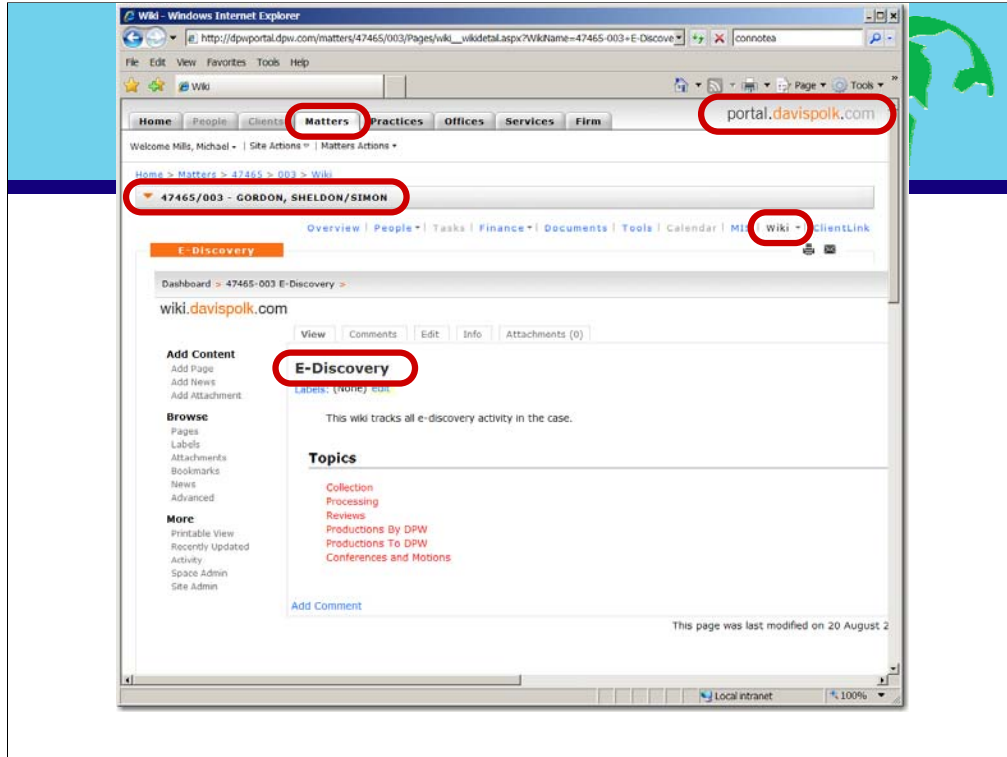 Wiki - Windows Internet Explorer
http://dpwportal.dpw.com/matters/47465/003/Pages/wiki__wikidetail.aspx?WikiName=47465-003+E-Discove
connotea
File Edit View Favorites Tools Help
Wiki
Page Tools
Home People Clients Matters Practices Offices Services Firm
portal.davispolk.com
Welcome Mills, Michael | Site Actions | Matters Actions
Home > Matters > 47465 > 003 > Wiki
47465/003 - GORDON, SHELDON/SIMON
Overview | People | Tasks | Finance | Documents | Tools | Calendar | | Wiki | ClientLink
E-Discovery
Dashboard > 47465-003 E-Discovery >
wiki.davispolk.com
View Comments Edit Info Attachments (0)
Add Content
Add Page
Add News
Add Attachment
E-Discovery
Labels: (None) edit
This wiki tracks all e-discovery activity in the case.
Browse
Pages
Labels
Attachments
Bookmarks
News
Advanced
Topics
Collection
Processing
Reviews
Productions By DPW
Productions To DPW
Conferences and Motions
More
Printable View
Recently Updated
Activity
Space Admin
Site Admin
Add Comment
This page was last modified on 20 August 2
Local intranet 100%